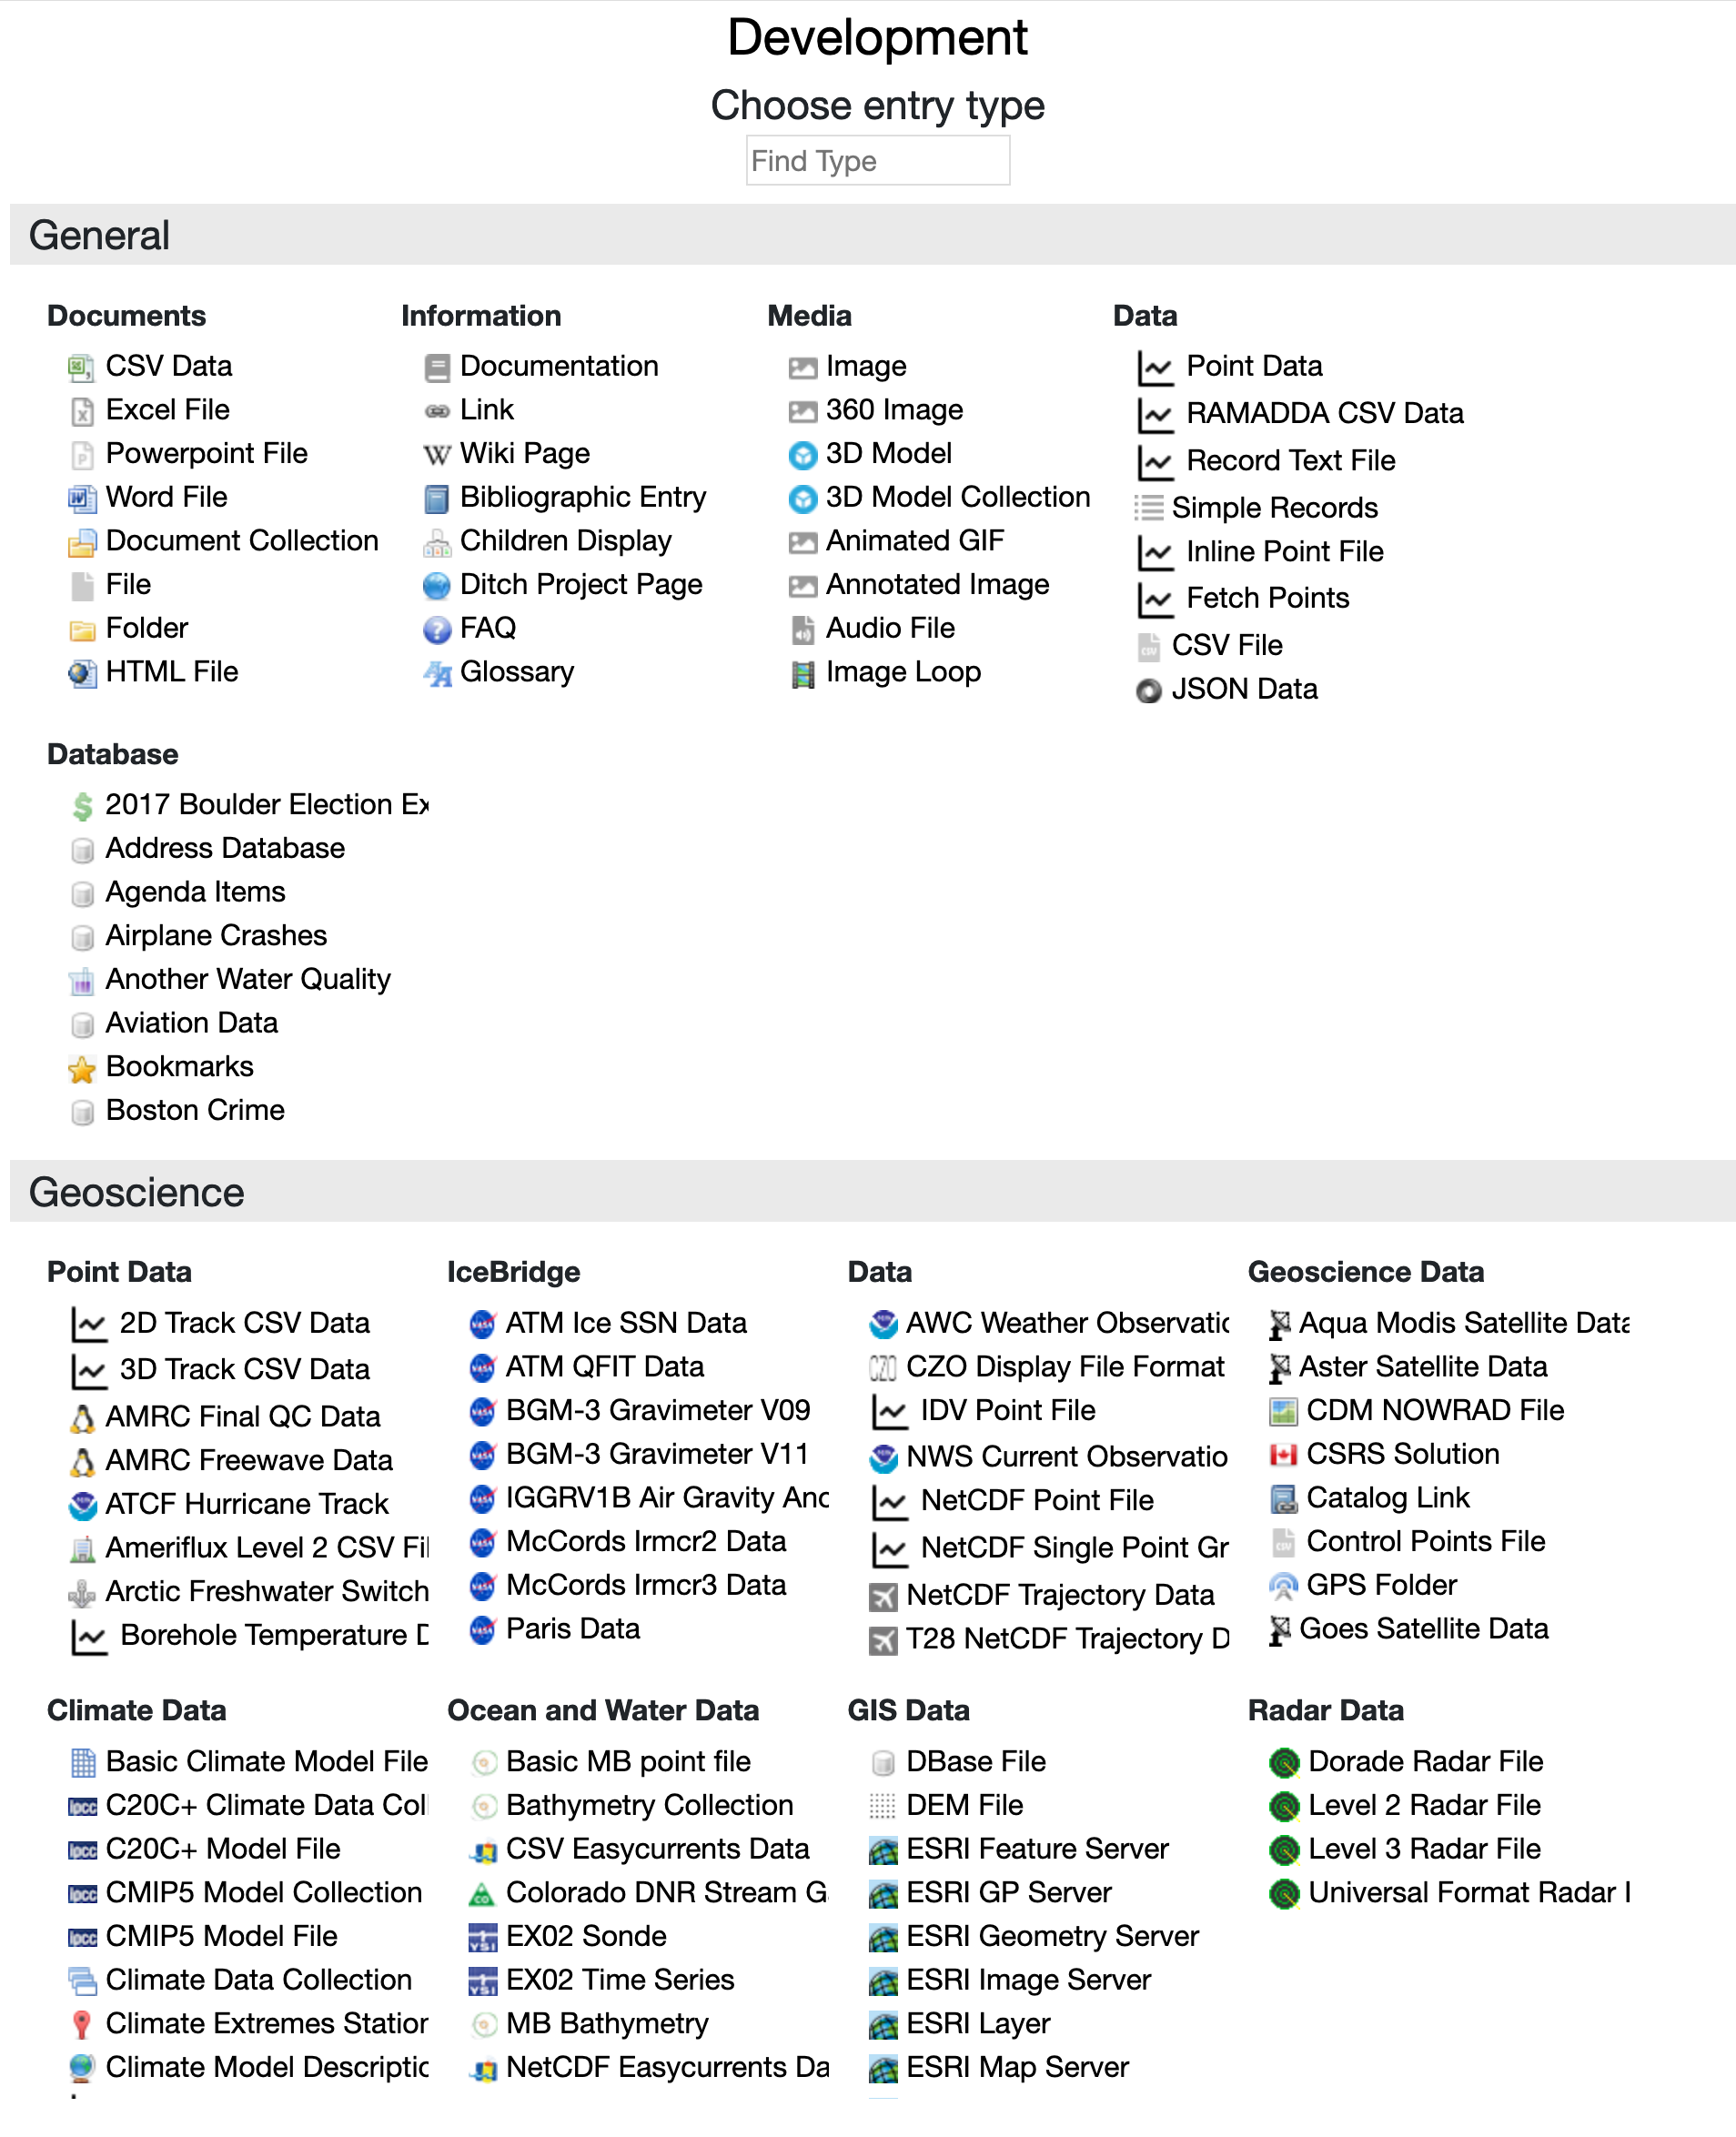 Development
Choose entry type
Find Type
General
Documents
CSV Data
Excel File
Powerpoint File
Word File
Document Collection
File
Folder
HTML File
Information
Documentation
Link
Wiki Page
Bibliographic Entry
Children Display
Ditch Project Page
FAQ
Glossary
Media
Image
360 Image
3D Model
3D Model Collection
Animated GIF
Annotated Image
Audio File
Image Loop
Data
Point Data
RAMADDA CSV Data
Record Text File
Simple Records
Inline Point File
Fetch Points
CSV File
JSON Data
Database
2017 Boulder Election Ex
Address Database
Agenda Items
Airplane Crashes
Another Water Quality
Aviation Data
Bookmarks
Boston Crime
Geoscience
Point Data
2D Track CSV Data
3D Track CSV Data
AMRC Final QC Data
AMRC Freewave Data
ATCF Hurricane Track
Ameriflux Level 2 CSV Fil
Arctic Freshwater Switch
Borehole Temperature D
IceBridge
ATM Ice SSN Data
ATM QFIT Data
BGM-3 Gravimeter V09
BGM-3 Gravimeter V11
IGGRV1B Air Gravity Ano
McCords Irmcr2 Data
McCords Irmcr3 Data
Paris Data
Data
AWC Weather Observatio
CZO Display File Format
IDV Point File
NWS Current Observatio
NetCDF Point File
NetCDF Single Point Gr
NetCDF Trajectory Data
T28 NetCDF Trajectory D
Geoscience Data
Aqua Modis Satellite Data
Aster Satellite Data
CDM NOWRAD File
CSRS Solution
Catalog Link
Control Points File
GPS Folder
Goes Satellite Data
Climate Data
Basic Climate Model File
C20C+ Climate Data Col
C20C+ Model File
CMIP5 Model Collection
CMIP5 Model File
Climate Data Collection
Climate Extremes Station
Climate Model Descriptio
Ocean and Water Data
Basic MB point file
Bathymetry Collection
CSV Easycurrents Data
Colorado DNR Stream G
EX02 Sonde
EX02 Time Series
MB Bathymetry
NetCDF Easycurrents Da
GIS Data
DBase File
DEM File
ESRI Feature Server
ESRI GP Server
ESRI Geometry Server
ESRI Image Server
ESRI Layer
ESRI Map Server
Radar Data
Dorade Radar File
Level 2 Radar File
Level 3 Radar File
Universal Format Radar